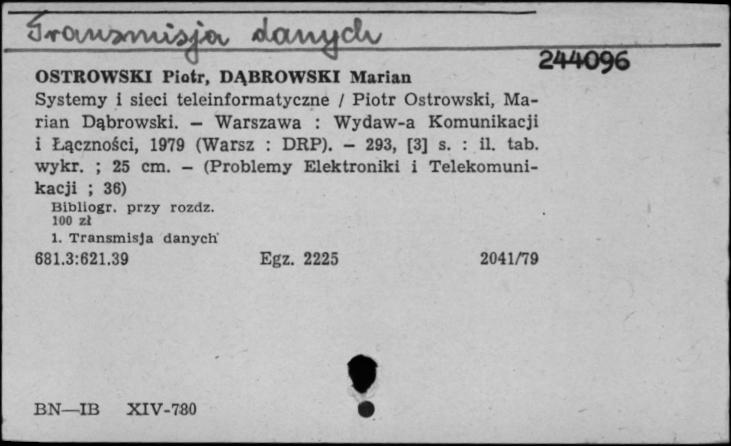 Transmisja danych
244096
OSTROWSKI Piotr, DĄBROWSKI Marian
Systemy i sieci teleinformatyczne / Piotr Ostrowski, Ma-
rian Dąbrowski. — Warszawa : Wydaw-a Komunikacji
i Łączności, 1979 (Warsz : DRP). — 293, [3] s. : il. tab.
wykr. ; 25 cm. — (Problemy Elektroniki i Telekomuni-
kacji ; 36)
Bibliogr. przy rozdz.
100 zł
1. Transmisja danych
681.3:621.39 Egz. 2225 2041/79
BN—IB XIV-780